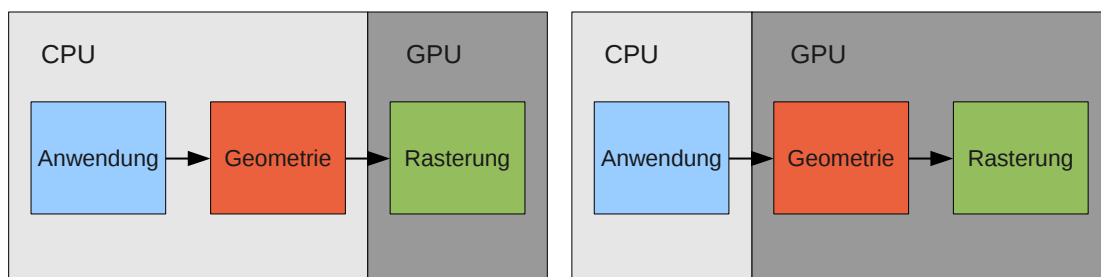 CPU
GPU
Anwendung
Geometrie
Rasterung
CPU
GPU
Anwendung
Geometrie
Rasterung